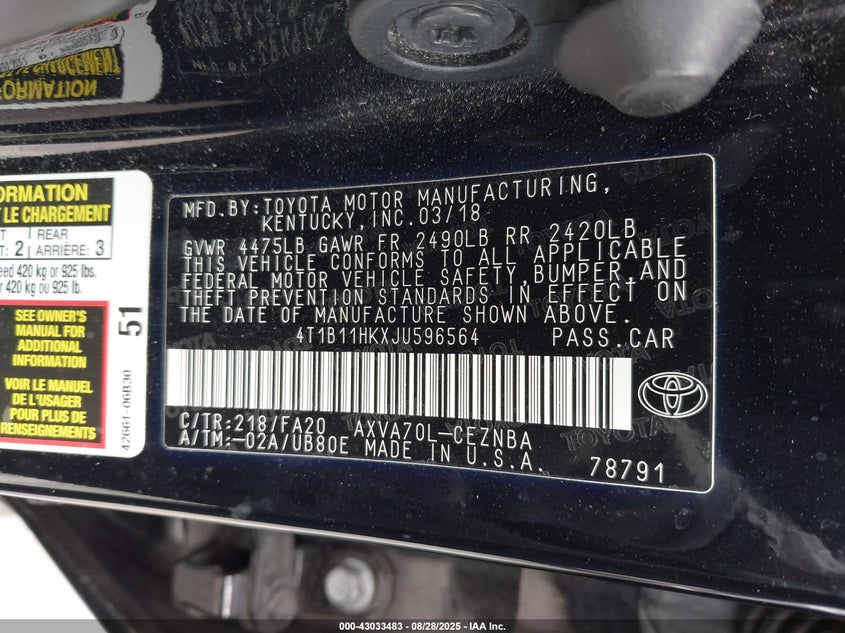 FORMATION
ORMATION
T LE CHARGEMENT
REAR
T: 2 ARRIÈRE: 3
eed 420 kg or 925 lbs.
r 420 kg ou 925 lb.
SEE OWNER'S
MANUAL FOR
ADDITIONAL
INFORMATION
VOIR LE MANUEL
DE L'USAGER
POUR PLUS DE
RENSEIGNEMENTS
51
42661-06B30
MFD.BY:TOYOTA MOTOR MANUFACTURING,
KENTUCKY,INC.03/18
GVWR 4475LB GAWR FR 2490LB RR 2420LB
THIS VEHICLE CONFORMS TO ALL APPLICABLE
FEDERAL MOTOR VEHICLE SAFETY,BUMPER,AND
THEFT PREVENTION STANDARDS IN EFFECT ON
THE DATE OF MANUFACTURE SHOWN ABOVE.
4T1B11HKXJU596564 PASS.CAR
C/TR:218/FA20 AXVA70L-CEZNBA
A/TM:-02A/UB80E MADE IN U.S.A.
78791
000-43033483 - 08/28/2025 - IAA Inc.